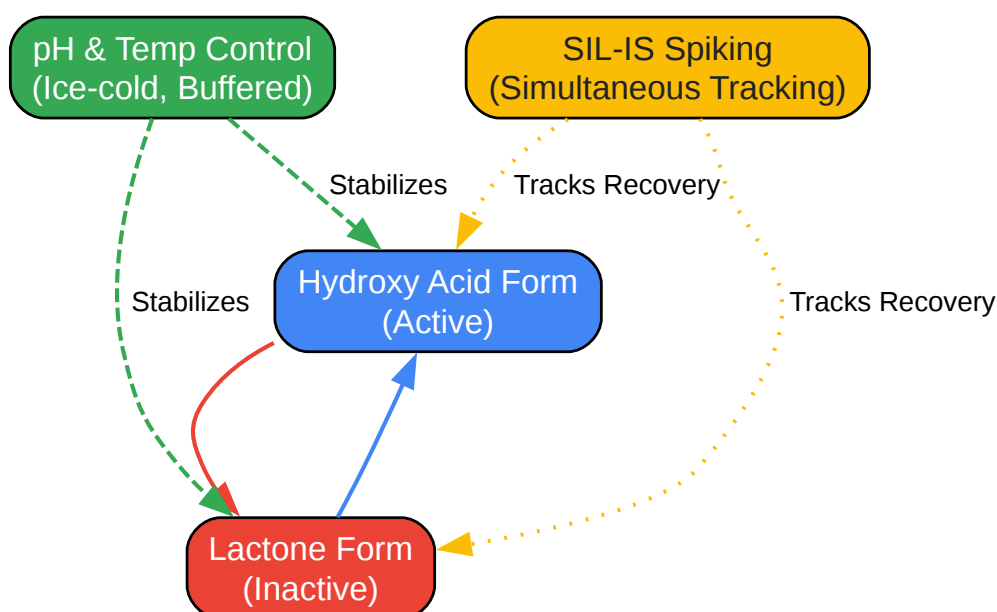 pH & Temp Control
(Ice-cold, Buffered)
SIL-IS Spiking
(Simultaneous Tracking)
Stabilizes
Tracks Recovery
Hydroxy Acid Form
(Active)
Stabilizes
Tracks Recovery
Lactone Form
(Inactive)